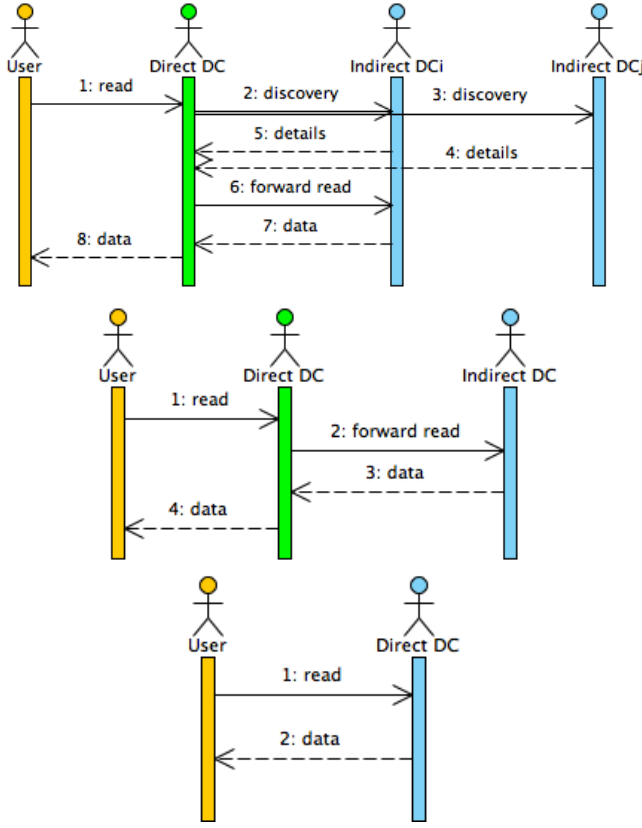 User
Direct DC
Indirect DCi
Indirect DCj
1: read
2: discovery
3: discovery
5: details
4: details
6: forward read
7: data
8: data
User
Direct DC
Indirect DC
1: read
2: forward read
3: data
4: data
User
Direct DC
1: read
2: data